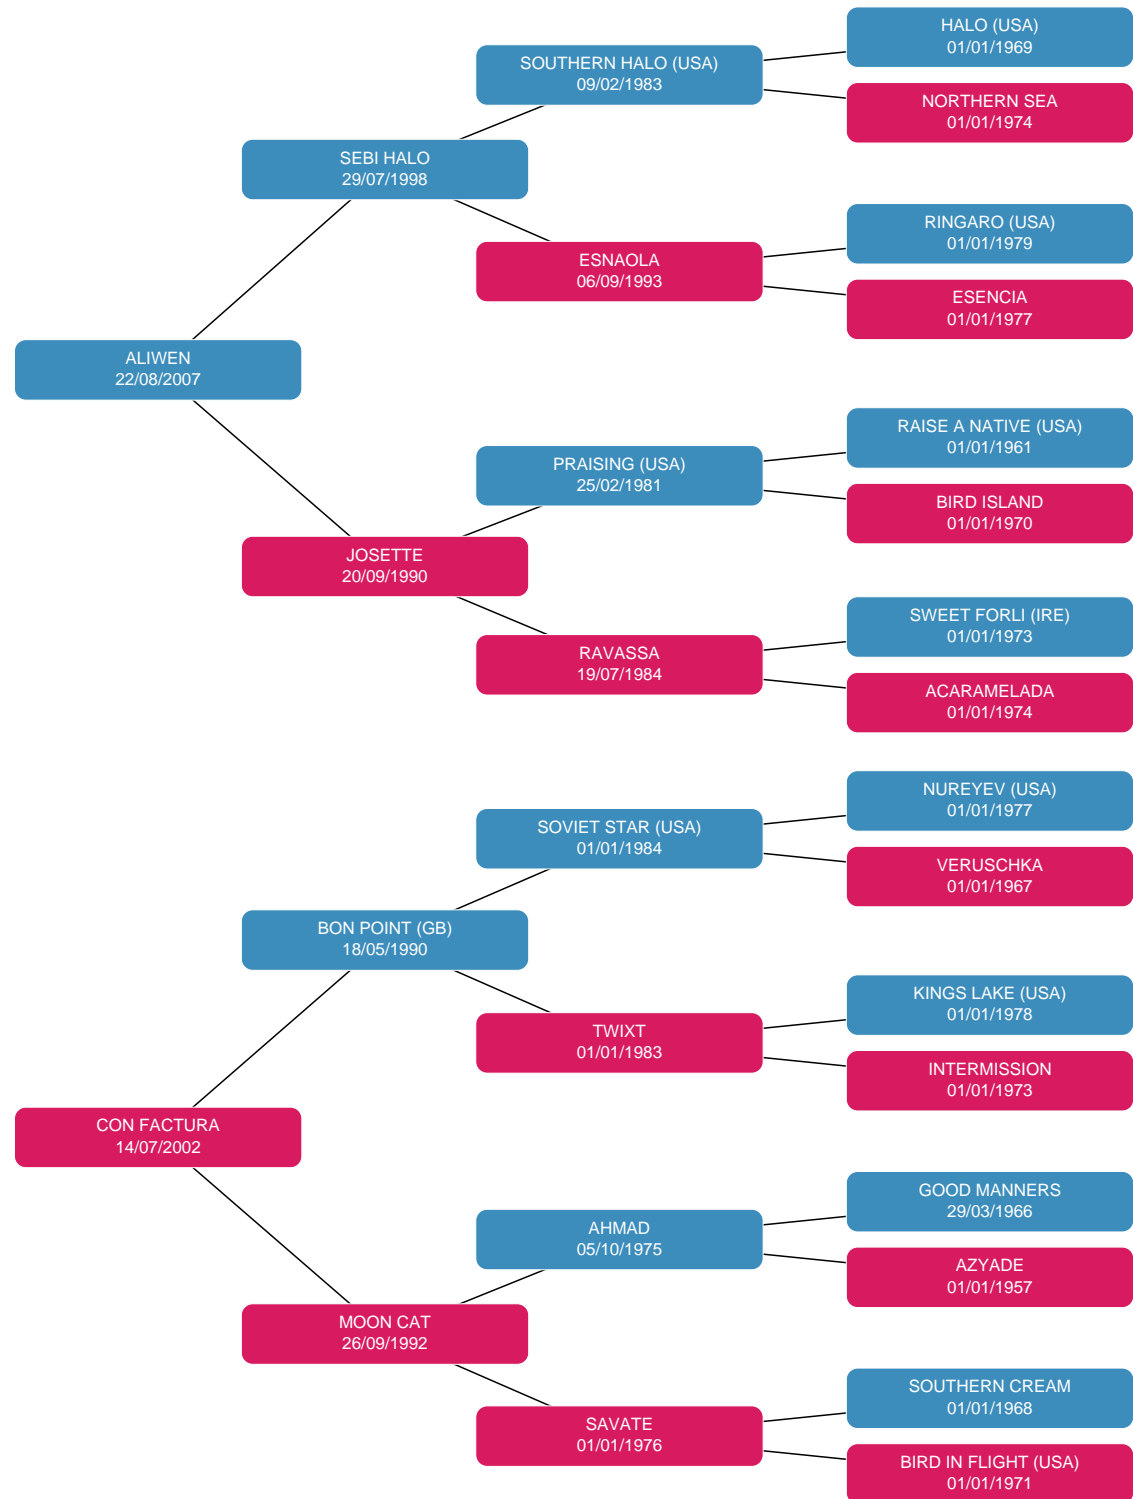 HALO (USA)
01/01/1969
SOUTHERN HALO (USA)
09/02/1983
NORTHERN SEA
01/01/1974
SEBI HALO
29/07/1998
RINGARO (USA)
01/01/1979
ESNAOLA
06/09/1993
ESENCIA
01/01/1977
ALIWEN
22/08/2007
RAISE A NATIVE (USA)
01/01/1961
PRAISING (USA)
25/02/1981
BIRD ISLAND
01/01/1970
JOSETTE
20/09/1990
SWEET FORLI (IRE)
01/01/1973
RAVASSA
19/07/1984
ACARAMELADA
01/01/1974
NUREYEV (USA)
01/01/1977
SOVIET STAR (USA)
01/01/1984
VERUSCHKA
01/01/1967
BON POINT (GB)
18/05/1990
KINGS LAKE (USA)
01/01/1978
TWIXT
01/01/1983
INTERMISSION
01/01/1973
CON FACTURA
14/07/2002
GOOD MANNERS
29/03/1966
AHMAD
05/10/1975
AZYADE
01/01/1957
MOON CAT
26/09/1992
SOUTHERN CREAM
01/01/1968
SAVATE
01/01/1976
BIRD IN FLIGHT (USA)
01/01/1971